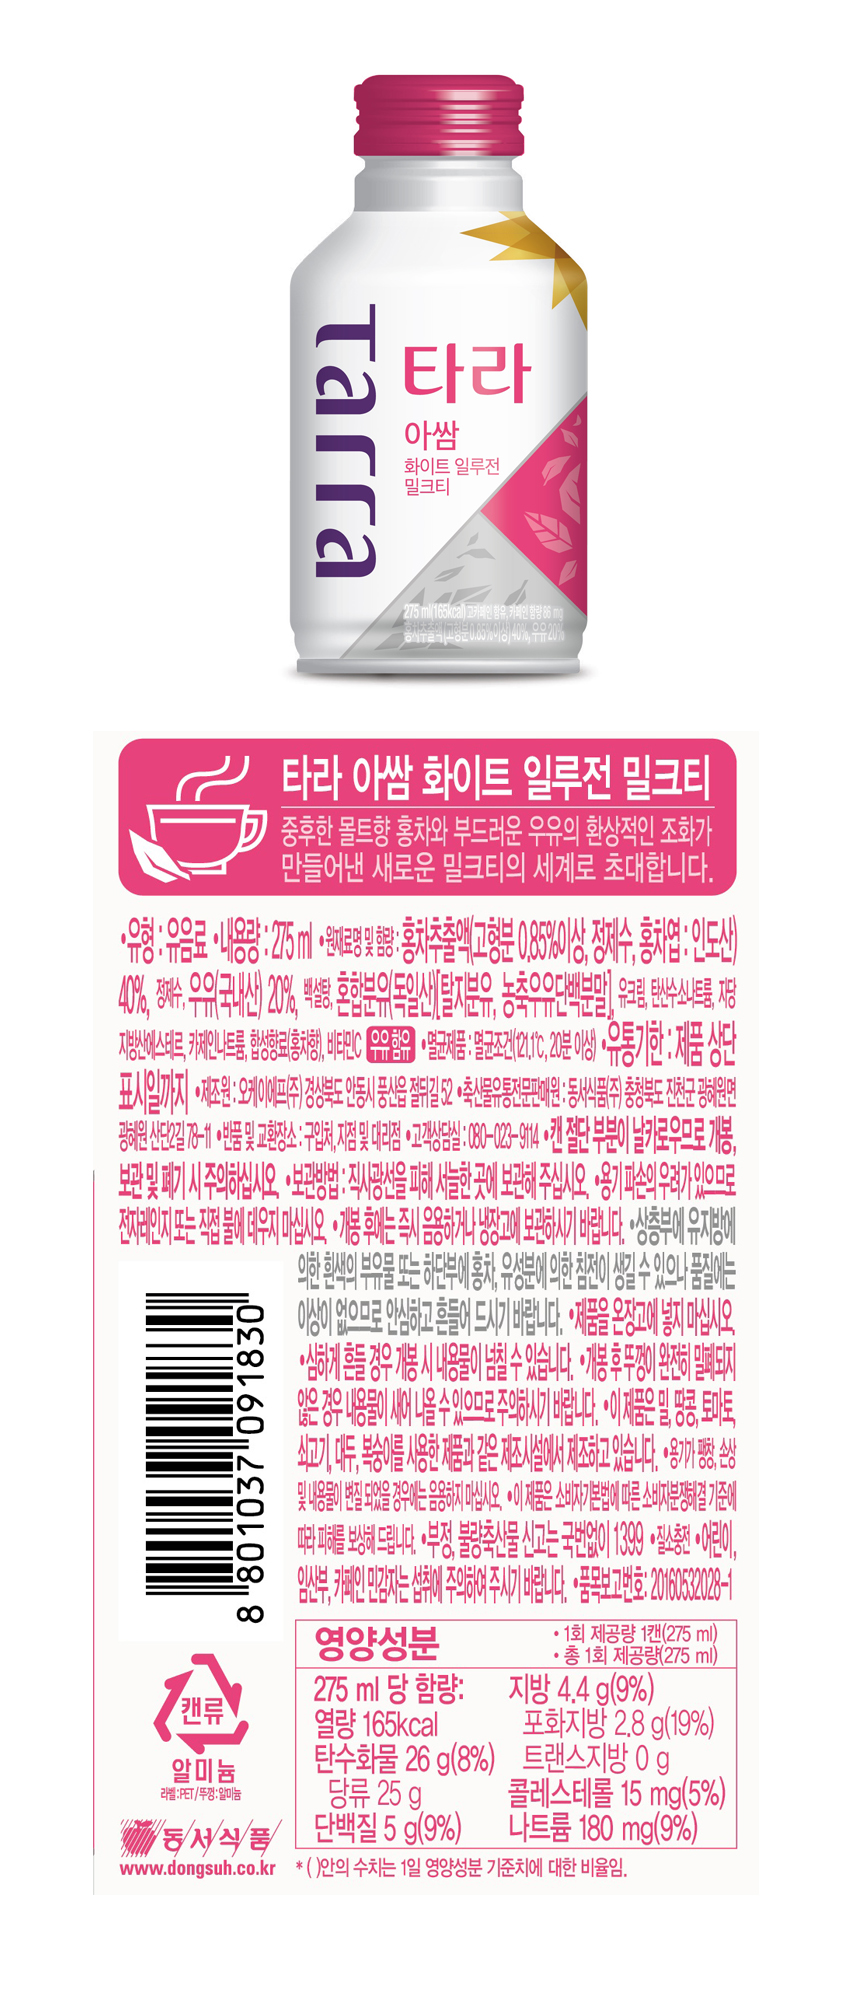 Tarra
타라
아쌈
화이트 일루전
밀크티
275 ml(165kcal) 고카페인 함유, 카페인 함량 88 mg
홍차추출액(고형분 0.85%이상) 40%, 우유 20%
타라 아쌈 화이트 일루전 밀크티
중후한 몰트향 홍차와 부드러운 우유의 환상적인 조화가
만들어낸 새로운 밀크티의 세계로 초대합니다.
•유형 : 유음료 •내용량 : 275 ml •원재료명 및 함량 : 홍차추출액(고형분 0.85%이상, 정제수, 홍차엽 : 인도산)
40%, 정제수, 우유(국내산) 20%, 백설탕, 혼합분유(독일산)[탈지분유, 농축우유단백분말], 유크림, 탄산수소나트륨, 자당
지방산에스테르, 카제인나트륨, 합성향료(홍차향), 비타민C 우유 함유 •멸균제품 : 멸균조건(121.1℃, 20분 이상) •유통기한 : 제품 상단
표시일까지 •제조원 : 오케이에프(주) 경상북도 안동시 풍산읍 절뒤길 52 •축산물유통전문판매원 : 동서식품(주) 충청북도 진천군 광혜원면
광혜원 산단2길 78-11 •반품 및 교환장소 : 구입처, 지점 및 대리점 •고객상담실 : 080-023-9114 •캔 절단 부분이 날카로우므로 개봉,
보관 및 폐기 시 주의하십시오. •보관방법 : 직사광선을 피해 서늘한 곳에 보관해 주십시오. •용기 파손의 우려가 있으므로
전자레인지 또는 직접 불에 데우지 마십시오. •개봉 후에는 즉시 음용하거나 냉장고에 보관하시기 바랍니다. •상층부에 유지방에
의한 흰색의 부유물 또는 하단부에 홍차, 유성분에 의한 침전이 생길 수 있으나 품질에는
이상이 없으므로 안심하고 흔들어 드시기 바랍니다. •제품을 온장고에 넣지 마십시오.
•심하게 흔들 경우 개봉 시 내용물이 넘칠 수 있습니다. •개봉 후 뚜껑이 완전히 밀폐되지
않은 경우 내용물이 새어 나올 수 있으므로 주의하시기 바랍니다. •이 제품은 밀, 땅콩, 토마토,
쇠고기, 대두, 복숭아를 사용한 제품과 같은 제조시설에서 제조하고 있습니다. •용기가 팽창, 손상
및 내용물이 변질 되었을 경우에는 음용하지 마십시오. •이 제품은 소비자기본법에 따른 소비자분쟁해결 기준에
따라 피해를 보상해 드립니다. •부정, 불량축산물 신고는 국번없이 1399 •질소충전 •어린이,
임산부, 카페인 민감자는 섭취에 주의하여 주시기 바랍니다. •품목보고번호: 20160532028-1
8 801037 091830
영양성분
• 1회 제공량 1캔(275 ml)
• 총 1회 제공량(275 ml)
275 ml 당 함량: 지방 4.4 g(9%)
열량 165kcal 포화지방 2.8 g(19%)
탄수화물 26 g(8%) 트랜스지방 0 g
당류 25 g 콜레스테롤 15 mg(5%)
단백질 5 g(9%) 나트륨 180 mg(9%)
* ( )안의 수치는 1일 영양성분 기준치에 대한 비율임.
캔류
알미늄
라벨:PET/뚜껑:알미늄
동서식품
www.dongsuh.co.kr